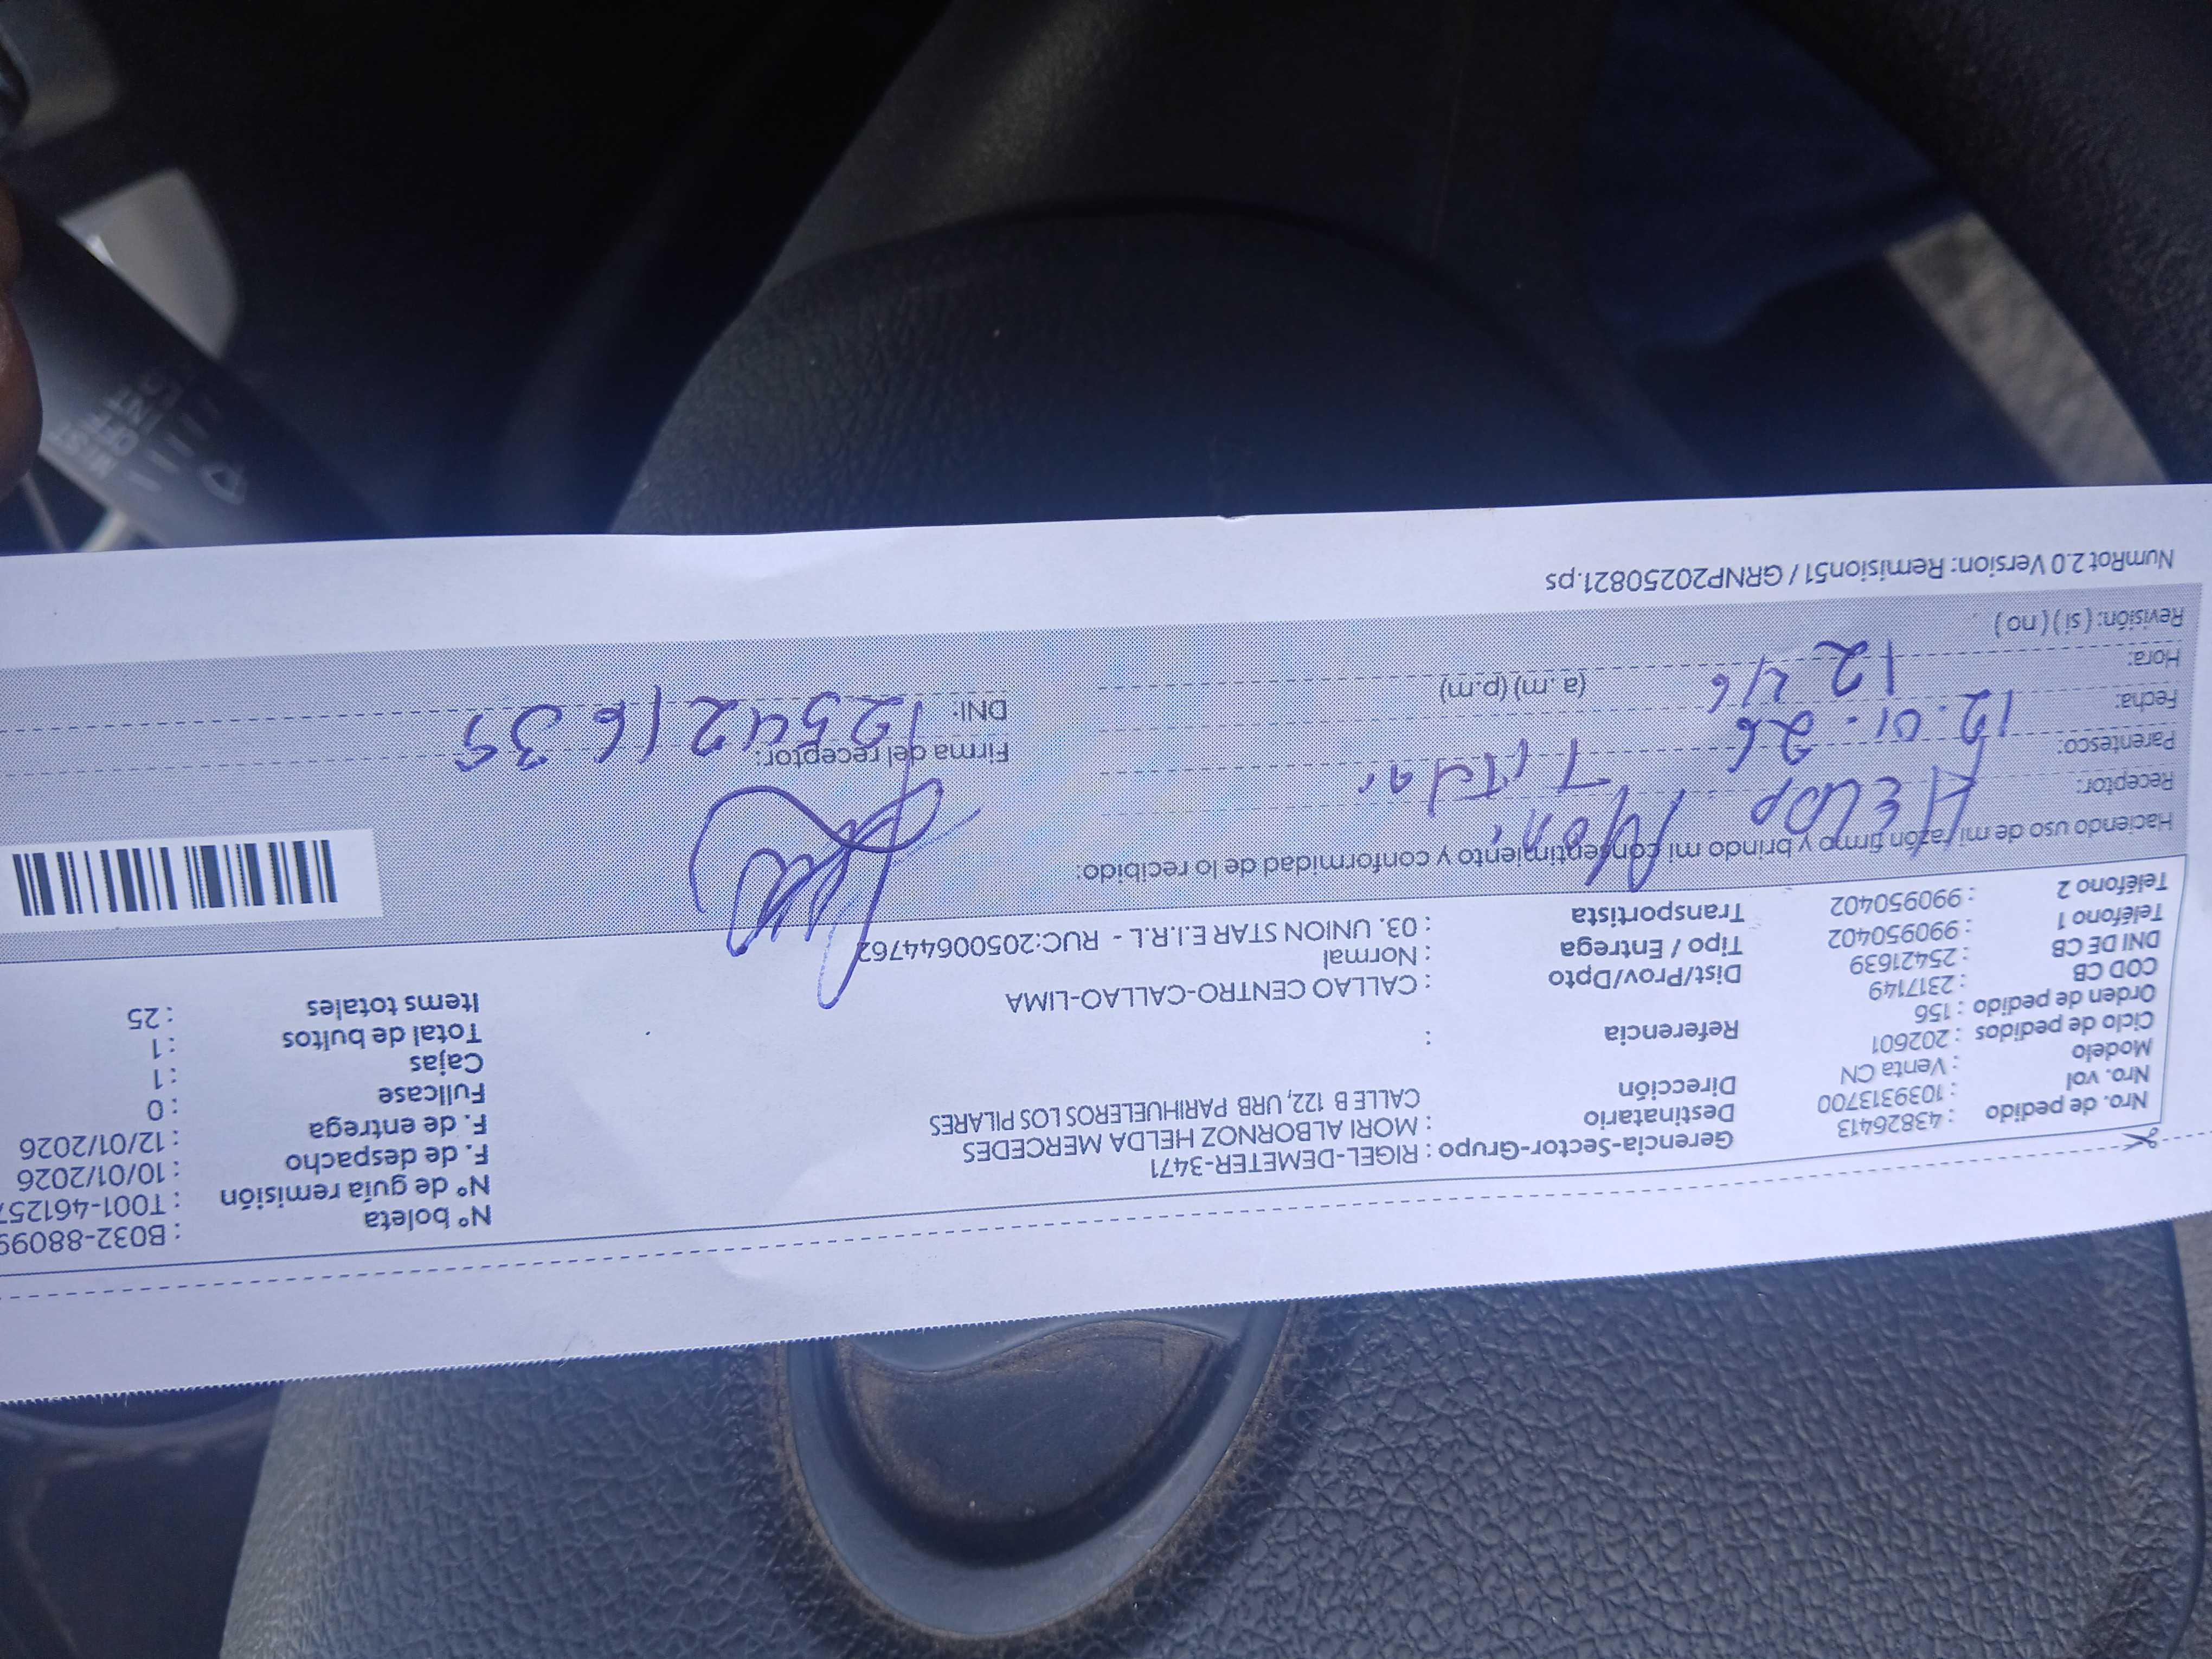 Nro. de pedido : 43826413
Nro. vol : 1039313700
Modelo : Venta CN
Ciclo de pedidos : 202601
Orden de pedido : 156
COD CB : 2317149
DNI DE CB : 25421639
Teléfono 1 : 990950402
Teléfono 2 : 990950402
Gerencia-Sector-Grupo : RIGEL-DEMETER-3471
Destinatario : MORI ALBORNOZ HELDA MERCEDES
Dirección CALLE B 122, URB PARIHUELEROS LOS PILARES
Referencia :
Dist/Prov/Dpto : CALLAO CENTRO-CALLAO-LIMA
Tipo / Entrega : Normal
Transportista : 03. UNION STAR E.I.R.L - RUC:20500644762
N° boleta : B032-88099
N° de guía remisión : T001-461257
F. de despacho : 10/01/2026
F. de entrega : 12/01/2026
Fullcase : 0
Cajas : 1
Total de bultos : 1
Items totales : 25
Haciendo uso de mi razón firmo y brindo mi consentimiento y conformidad de lo recibido:
Receptor: HELDA Mori
Parentesco: Titular
Fecha: 12.01.26
Hora: 12 46 (a.m) (p.m)
Revisión: (si) (no)
Firma del receptor:
DNI:
NumRot 2.0 Version: Remision51 / GRNP20250821.ps